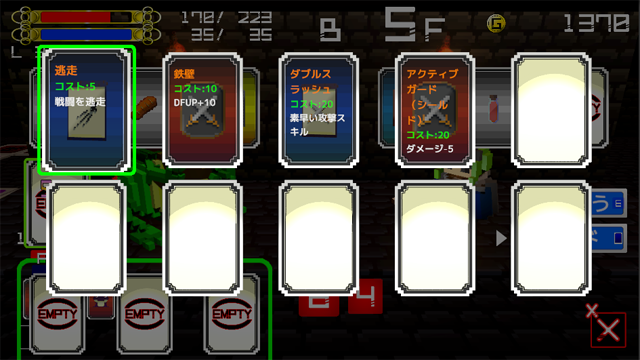 170/ 223
35/ 35
B 5F
G 1370
L
逃走
コスト:5
戦闘を逃走
鉄壁
コスト:10
DFUP+10
ダブルス
ラッシュ
コスト:20
素早い攻撃ス
キル
アクティブ
ガード
（シール
ド）
コスト:20
ダメージ-5
う
EMPTY EMPTY EMPTY